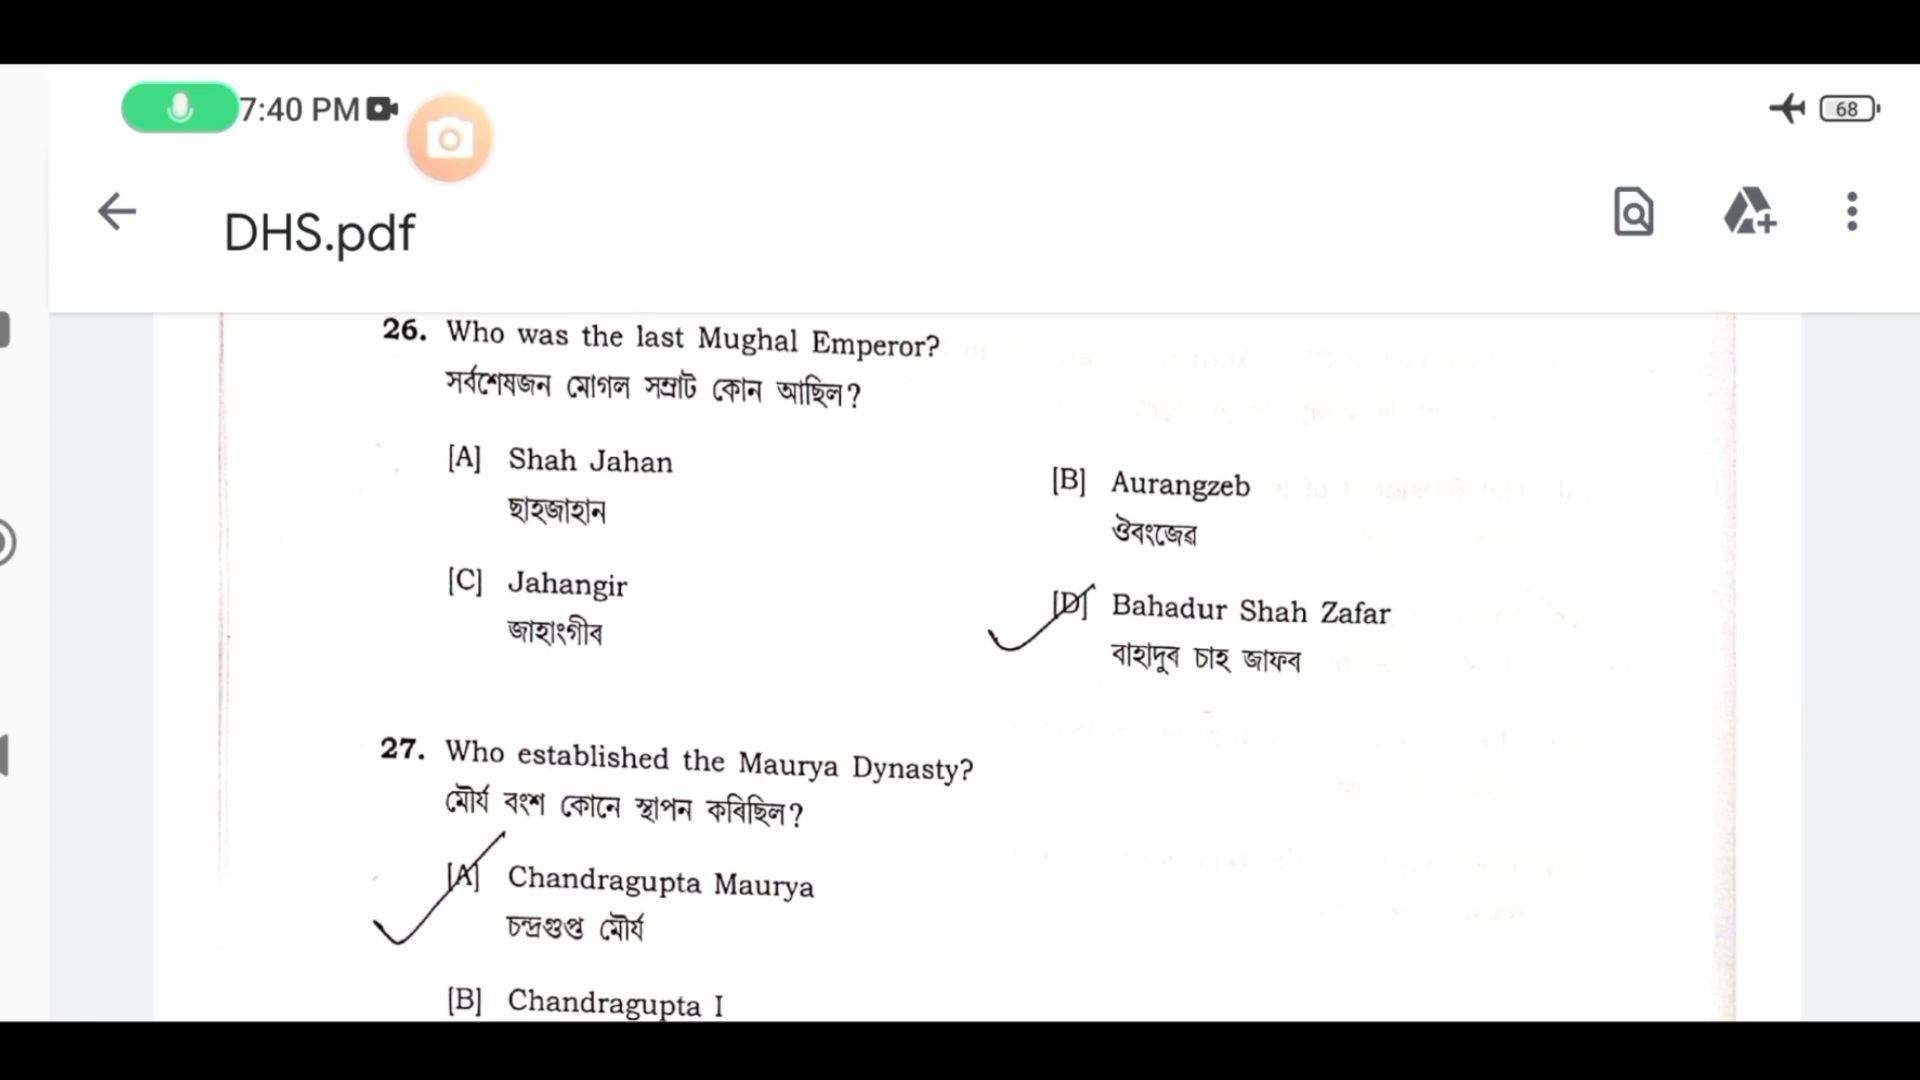 7:40 PM
68
DHS.pdf
26. Who was the last Mughal Emperor?
সৰ্বশেষজন মোগল সম্ৰাট কোন আছিল?
[A] Shah Jahan
ছাহজাহান
[B] Aurangzeb
ঔৰংজেৱ
[C] Jahangir
জাহাংগীৰ
[D] Bahadur Shah Zafar
বাহাদুৰ চাহ জাফৰ
27. Who established the Maurya Dynasty?
মৌৰ্য বংশ কোনে স্থাপন কৰিছিল?
[A] Chandragupta Maurya
চন্দ্ৰগুপ্ত মৌৰ্য
[B] Chandragupta I